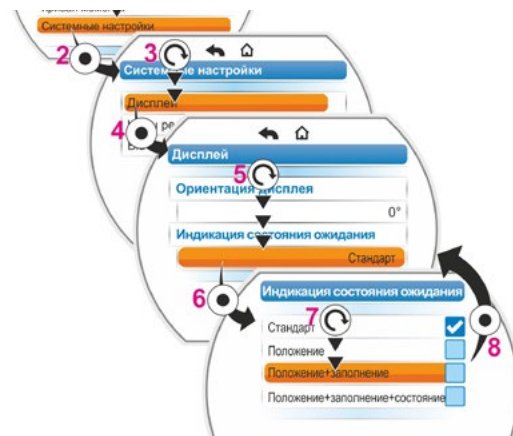 Системные настройки
2
3
Системные настройки
Дисплей
4
Дисплей
5
Ориентация дисплея
0°
Индикация состояния ожидания
Стандарт
6
Индикация состояния ожидания
7
Стандарт
Положение
Положение+заполнение
Положение+заполнение+состояние
8